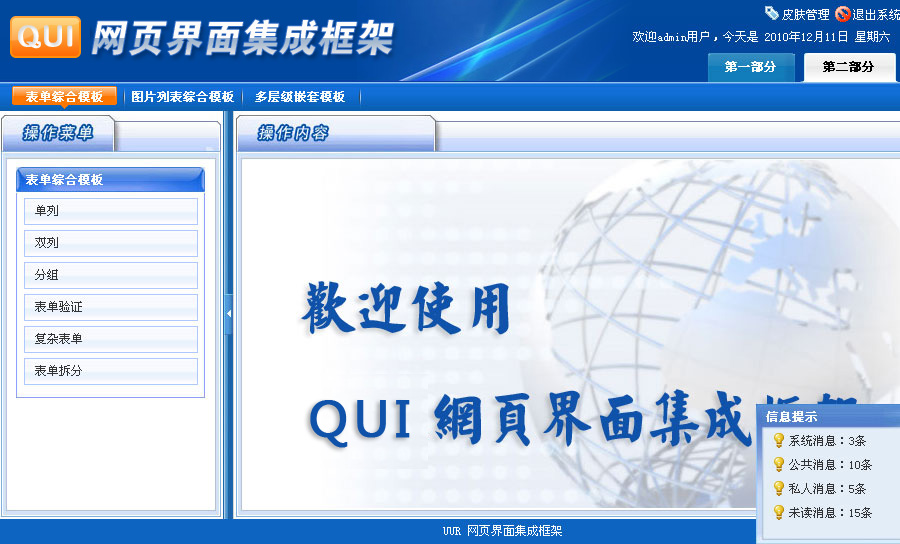 QUI 网页界面集成框架
皮肤管理 退出系统
欢迎admin用户，今天是 2010年12月11日 星期六
第一部分 第二部分
表单综合模板 图片列表综合模板 多层级嵌套模板
操作菜单
操作内容
表单综合模板
单列
双列
分组
表单验证
复杂表单
表单拆分
歡迎使用
QUI 網頁界面集成框架
信息提示
系统消息：3条
公共消息：10条
私人消息：5条
未读消息：15条
UUR 网页界面集成框架